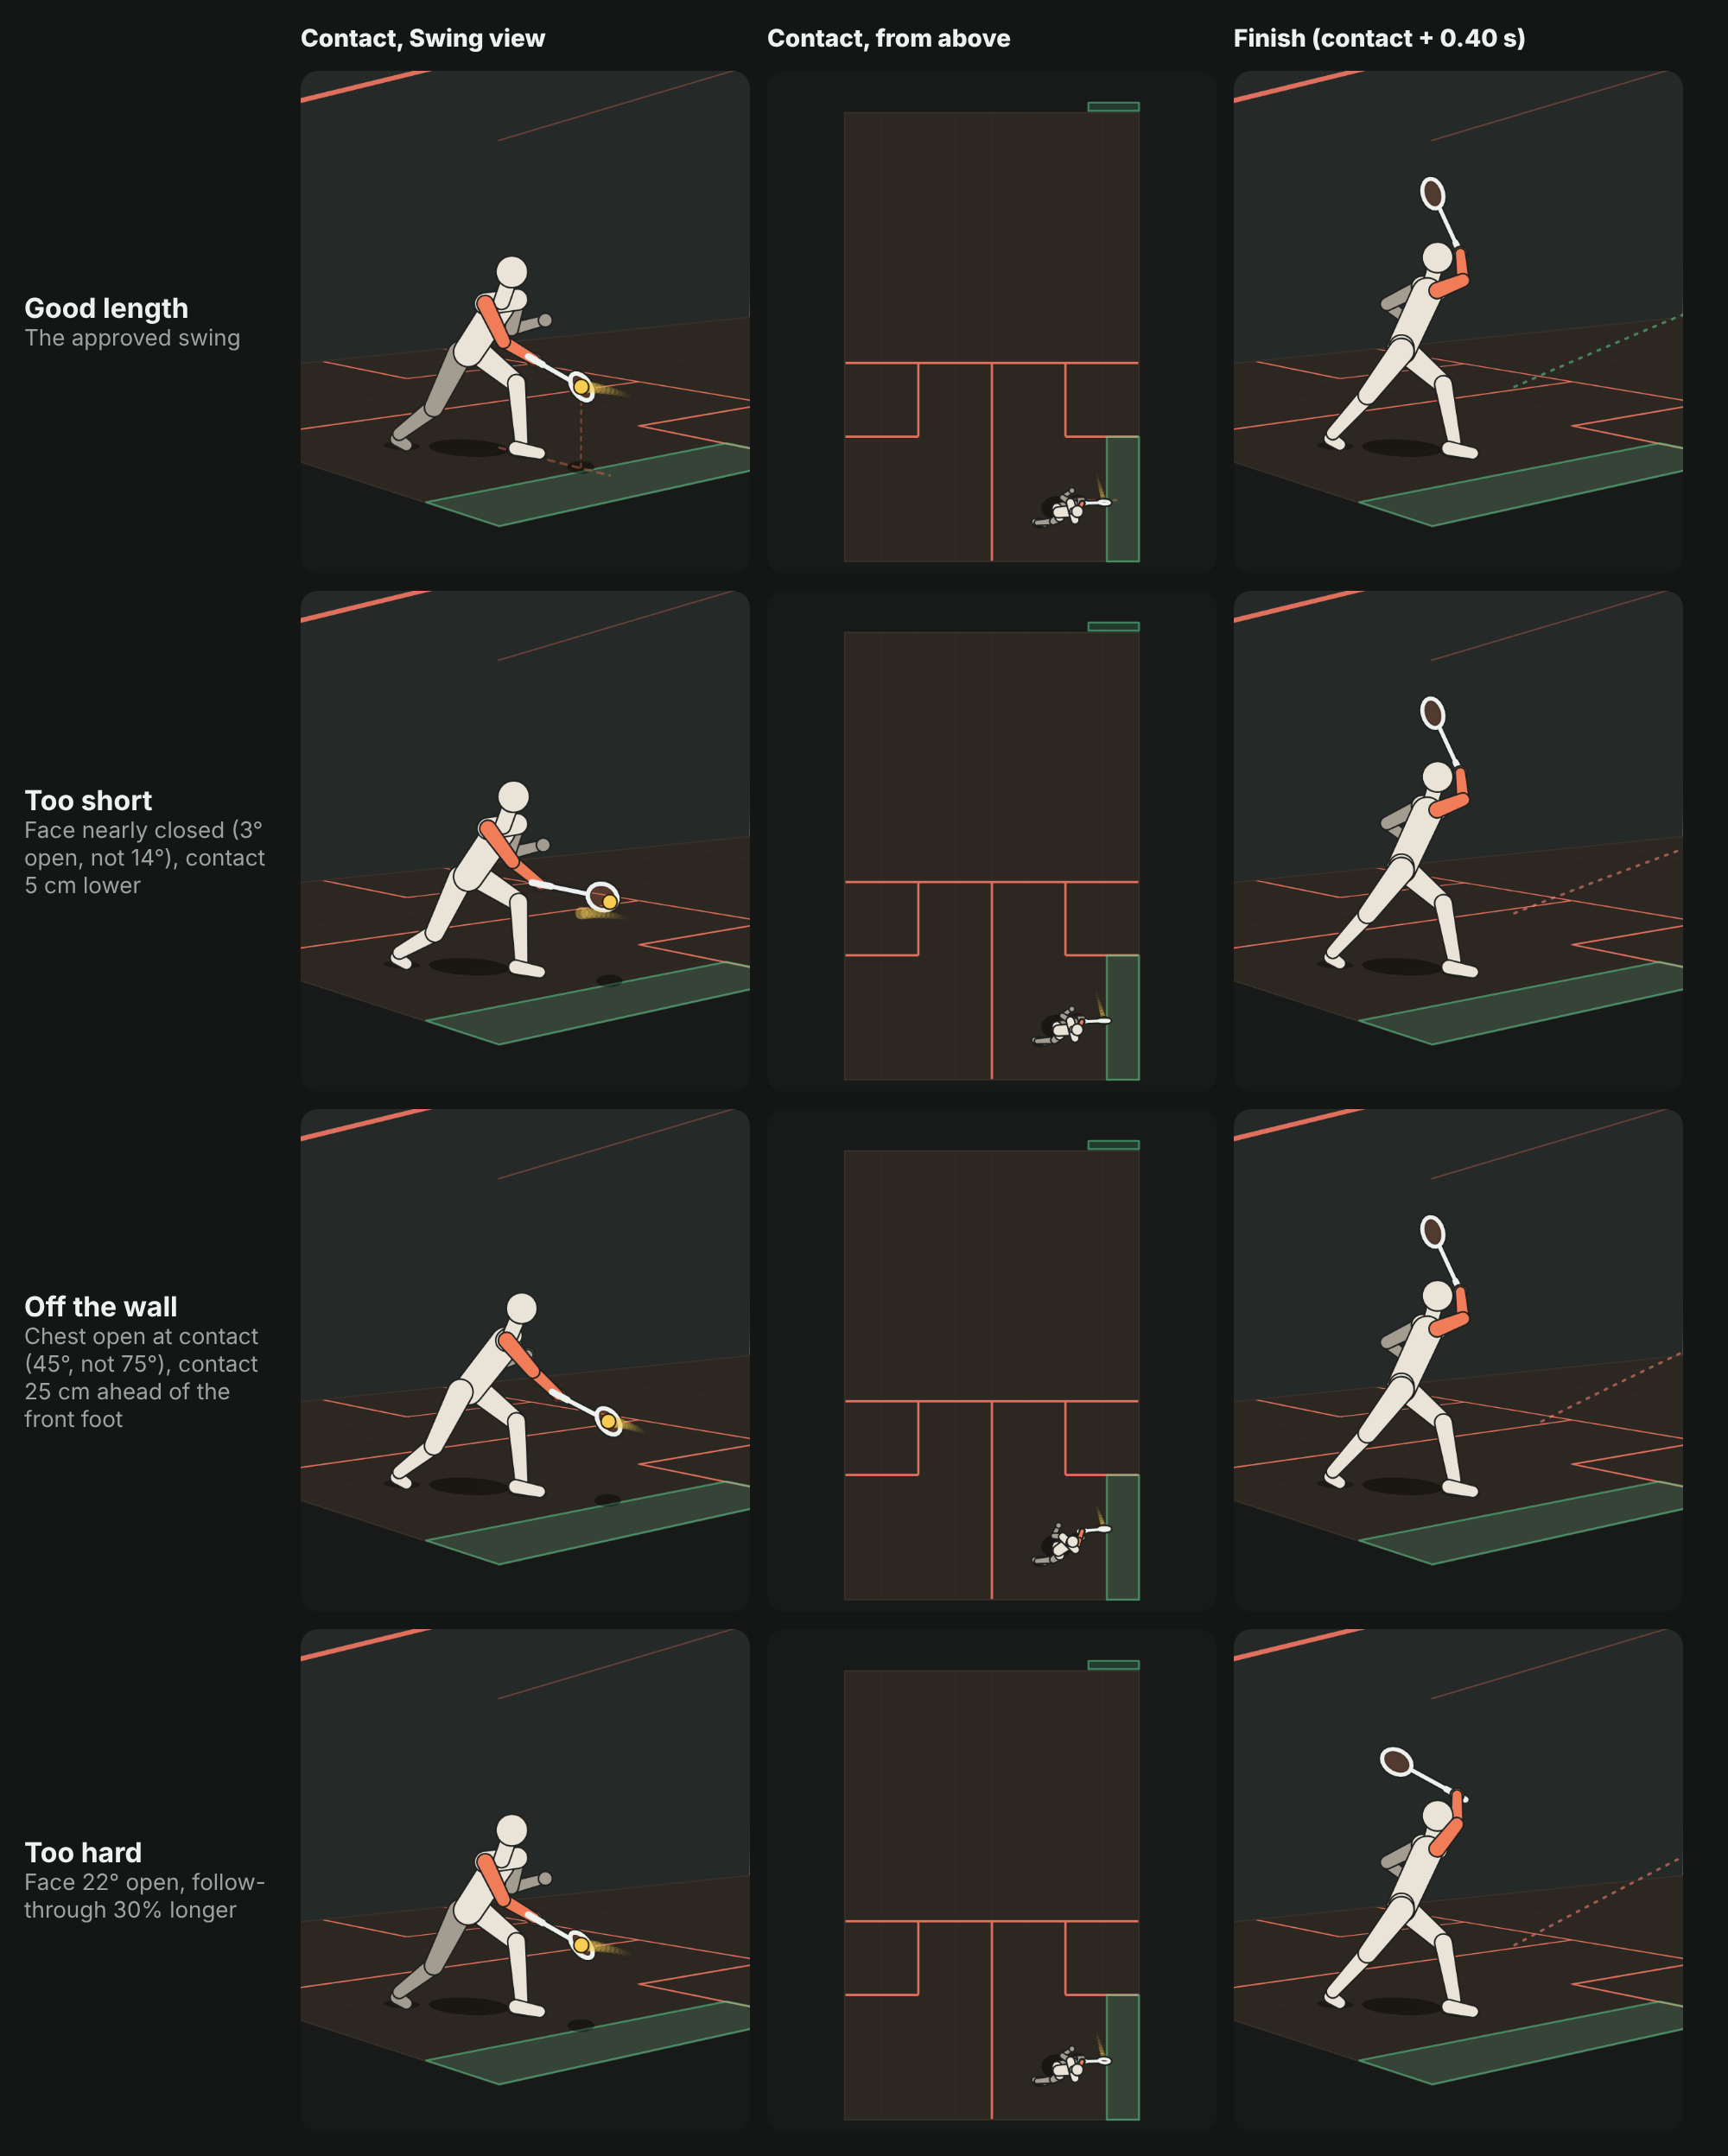 Contact, Swing view
Contact, from above
Finish (contact + 0.40 s)
Good length
The approved swing
Too short
Face nearly closed (3°
open, not 14°), contact
5 cm lower
Off the wall
Chest open at contact
(45°, not 75°), contact
25 cm ahead of the
front foot
Too hard
Face 22° open, follow-
through 30% longer